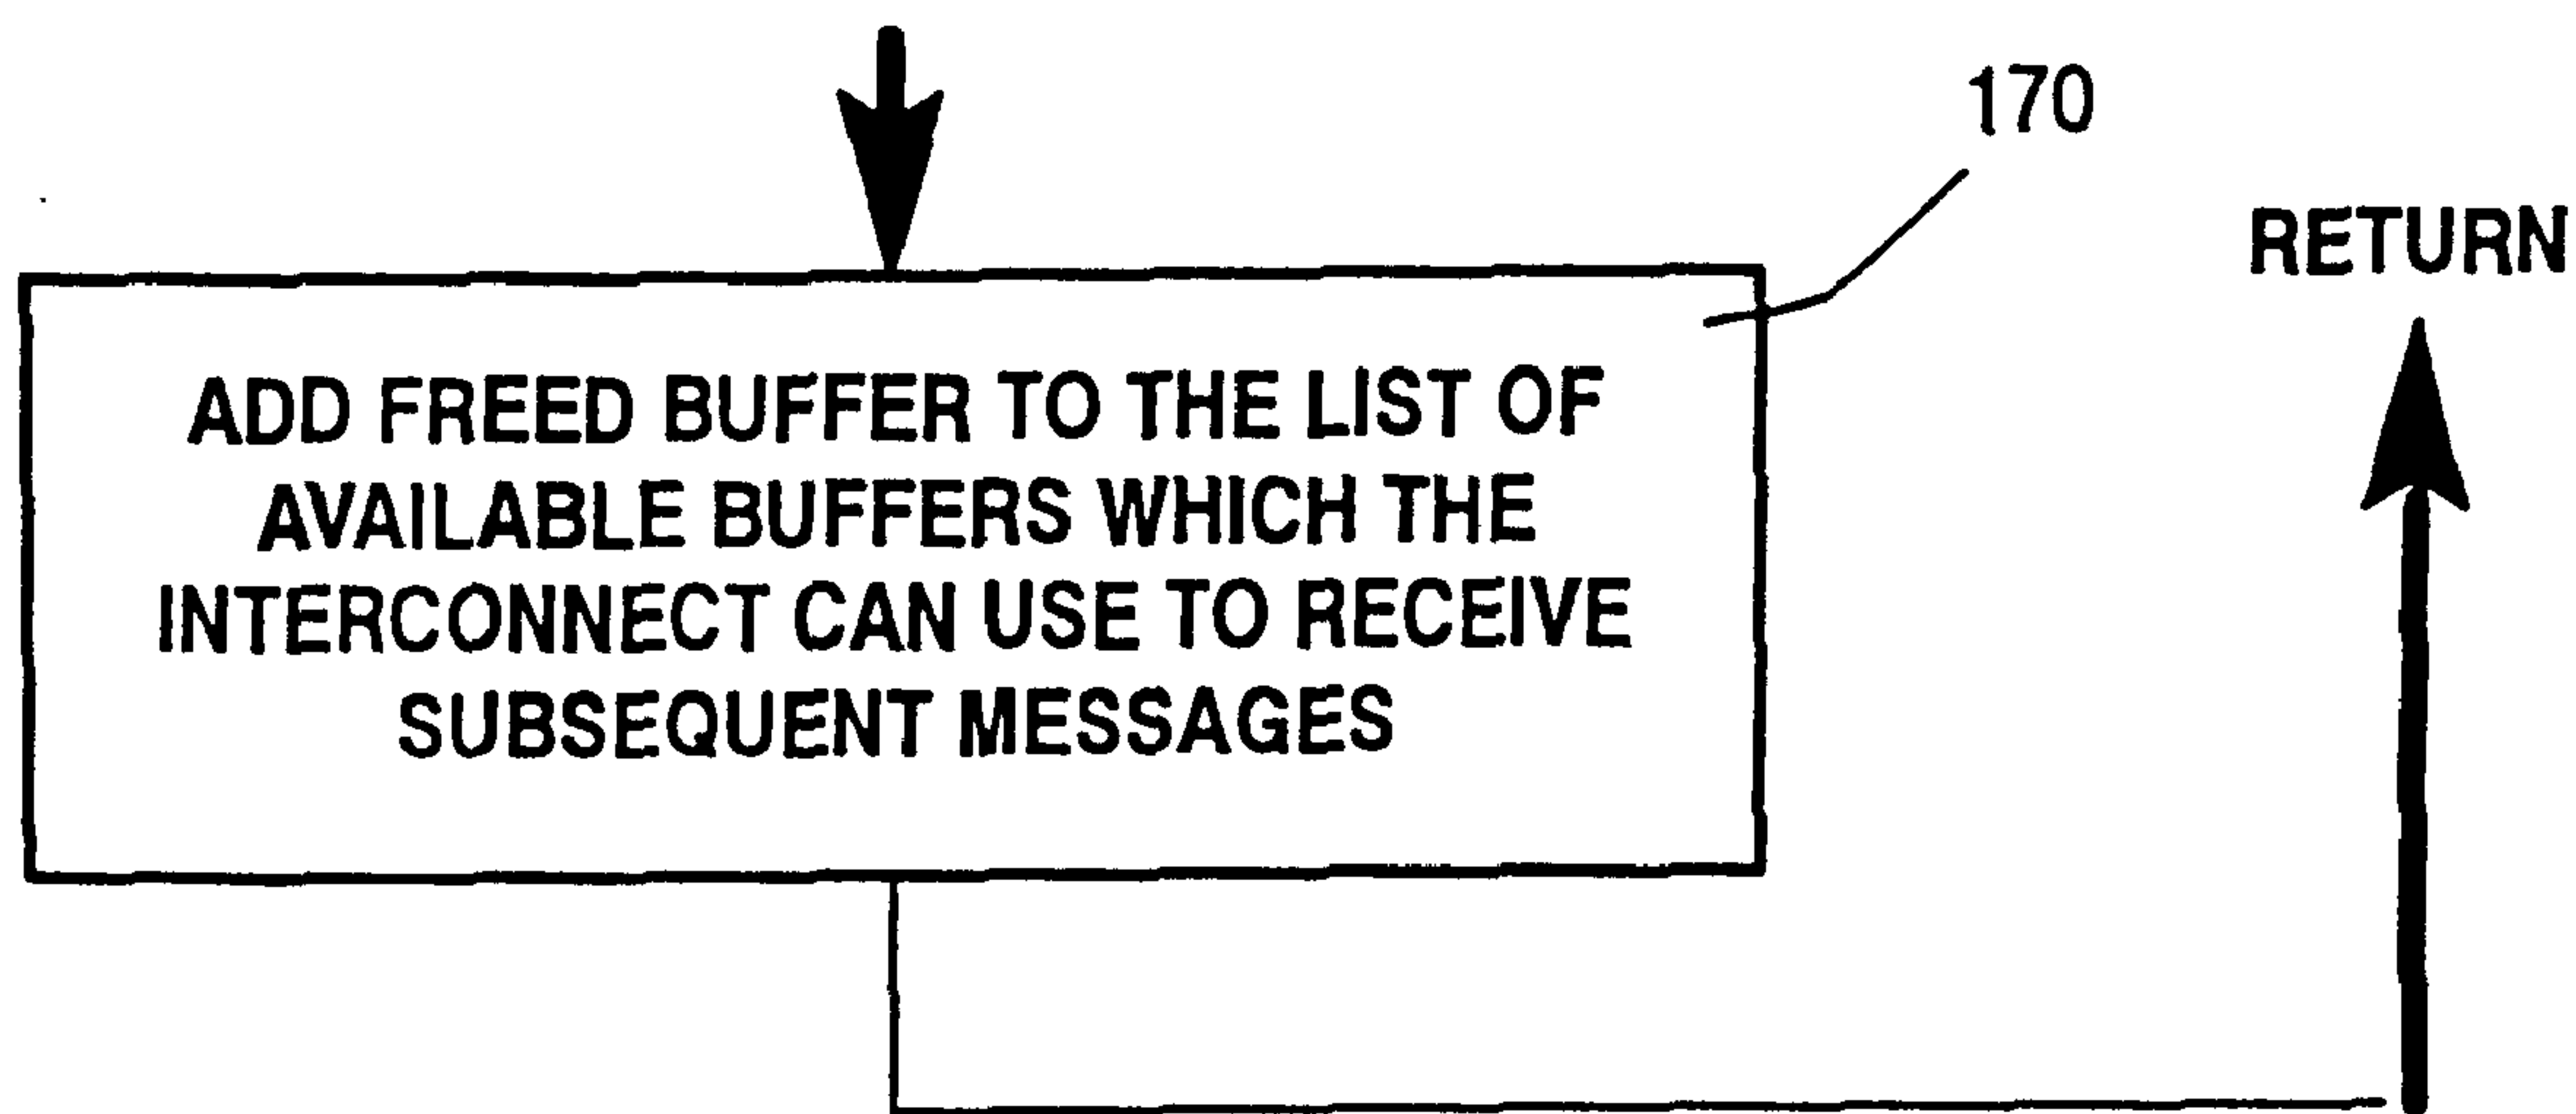 170
RETURN
ADD FREED BUFFER TO THE LIST OF
AVAILABLE BUFFERS WHICH THE
INTERCONNECT CAN USE TO RECEIVE
SUBSEQUENT MESSAGES